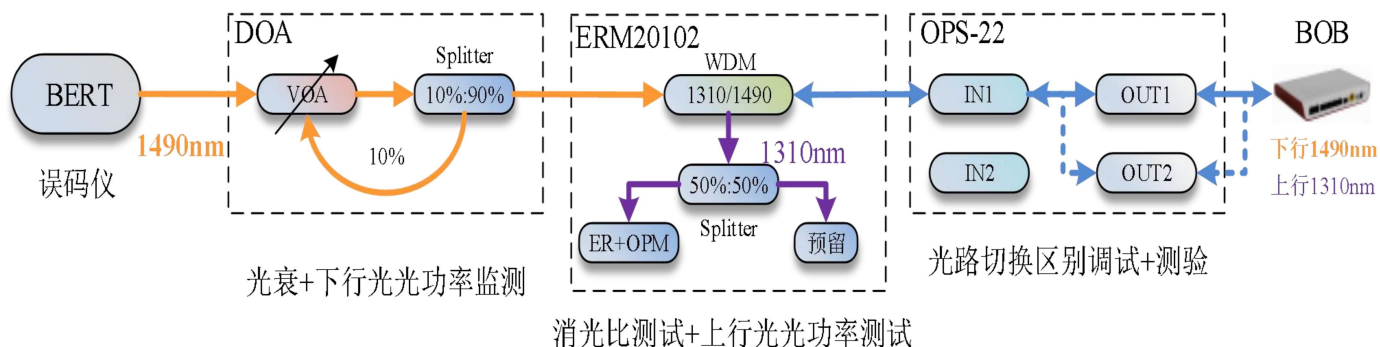 DOA
ERM20102
OPS-22
BOB
BERT
误码仪
1490nm
VOA
Splitter
10%:90%
10%
光衰+下行光光功率监测
WDM
1310/1490
1310nm
50%:50%
Splitter
ER+OPM
预留
消光比测试+上行光光功率测试
IN1
OUT1
IN2
OUT2
光路切换区别调试+测验
下行1490nm
上行1310nm